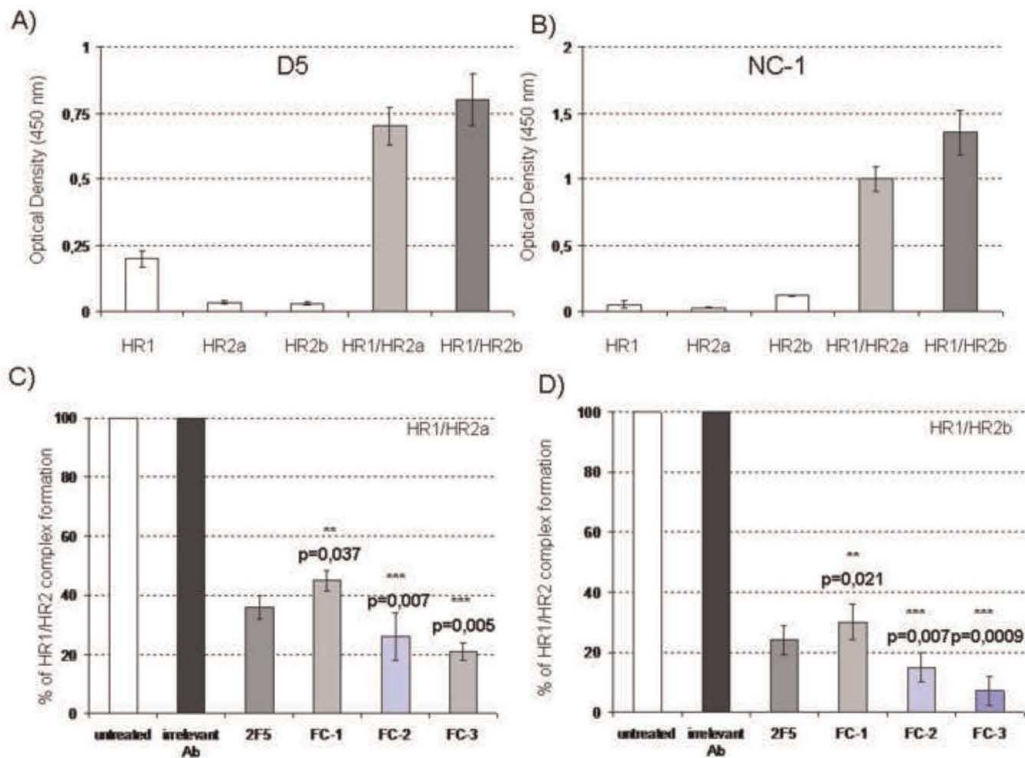 A)
D5
Optical Density (450 nm)
1
0,75
0,5
0,25
0
HR1
HR2a
HR2b
HR1/HR2a
HR1/HR2b
B)
NC-1
Optical Density (450 nm)
2
1,5
1
0,5
0
HR1
HR2a
HR2b
HR1/HR2a
HR1/HR2b
C)
HR1/HR2a
% of HR1/HR2 complex formation
100
80
60
40
20
0
**
p=0,037
***
p=0,007
***
p=0,005
untreated
irrelevant Ab
2F5
FC-1
FC-2
FC-3
D)
HR1/HR2b
% of HR1/HR2 complex formation
100
80
60
40
20
0
**
p=0,021
***
p=0,007
***
p=0,0009
untreated
irrelevant Ab
2F5
FC-1
FC-2
FC-3